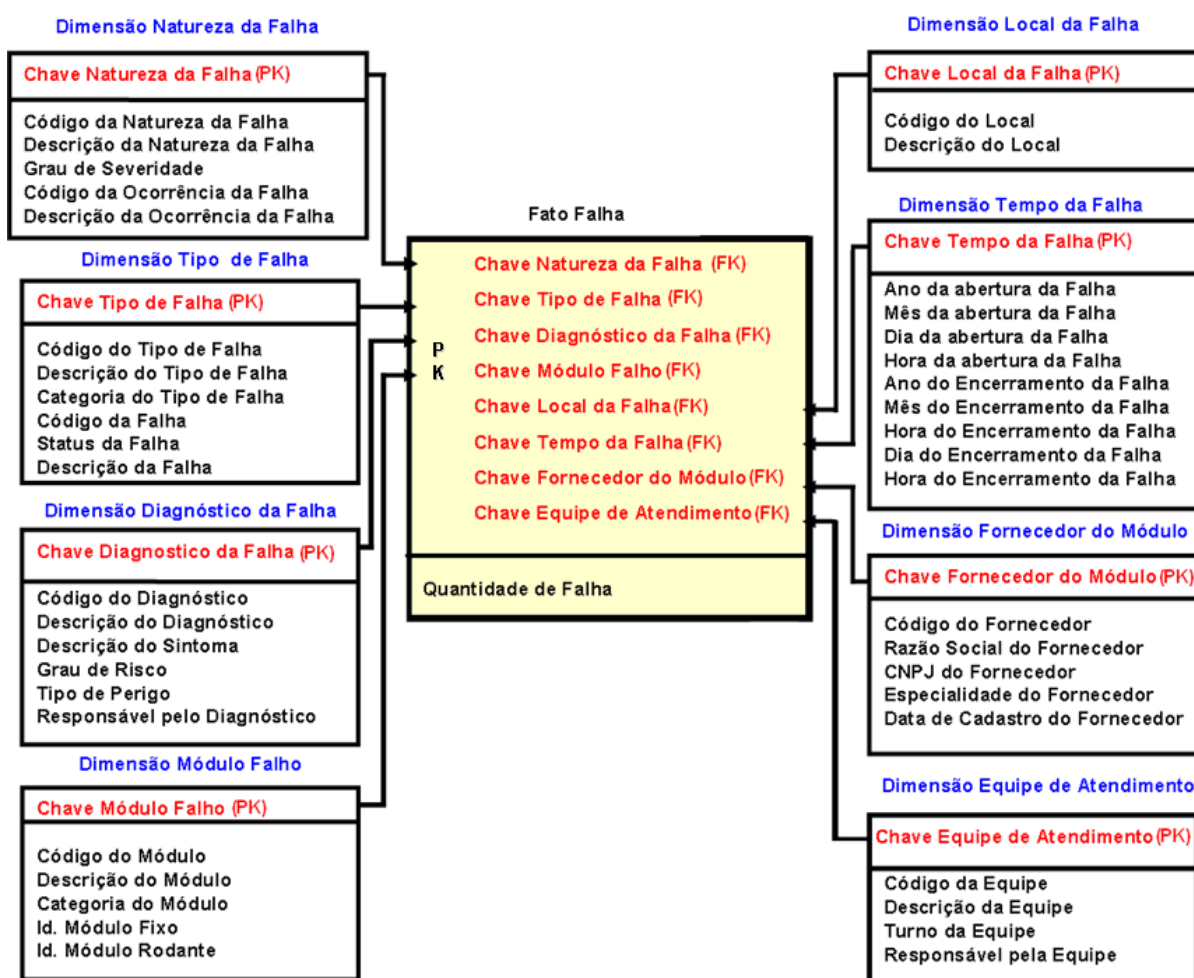 Dimensão Natureza da Falha
Chave Natureza da Falha (PK)
Código da Natureza da Falha
Descrição da Natureza da Falha
Grau de Severidade
Código da Ocorrência da Falha
Descrição da Ocorrência da Falha
Dimensão Tipo de Falha
Chave Tipo de Falha (PK)
Código do Tipo de Falha
Descrição do Tipo de Falha
Categoria do Tipo de Falha
Código da Falha
Status da Falha
Descrição da Falha
Dimensão Diagnóstico da Falha
Chave Diagnostico da Falha (PK)
Código do Diagnóstico
Descrição do Diagnóstico
Descrição do Sintoma
Grau de Risco
Tipo de Perigo
Responsável pelo Diagnóstico
Dimensão Módulo Falho
Chave Módulo Falho (PK)
Código do Módulo
Descrição do Módulo
Categoria do Módulo
Id. Módulo Fixo
Id. Módulo Rodante
Fato Falha
PK
Chave Natureza da Falha (FK)
Chave Tipo de Falha (FK)
Chave Diagnóstico da Falha (FK)
Chave Módulo Falho (FK)
Chave Local da Falha (FK)
Chave Tempo da Falha (FK)
Chave Fornecedor do Módulo (FK)
Chave Equipe de Atendimento (FK)
Quantidade de Falha
Dimensão Local da Falha
Chave Local da Falha (PK)
Código do Local
Descrição do Local
Dimensão Tempo da Falha
Chave Tempo da Falha (PK)
Ano da abertura da Falha
Mês da abertura da Falha
Dia da abertura da Falha
Hora da abertura da Falha
Ano do Encerramento da Falha
Mês do Encerramento da Falha
Hora do Encerramento da Falha
Dia do Encerramento da Falha
Hora do Encerramento da Falha
Dimensão Fornecedor do Módulo
Chave Fornecedor do Módulo (PK)
Código do Fornecedor
Razão Social do Fornecedor
CNPJ do Fornecedor
Especialidade do Fornecedor
Data de Cadastro do Fornecedor
Dimensão Equipe de Atendimento
Chave Equipe de Atendimento (PK)
Código da Equipe
Descrição da Equipe
Turno da Equipe
Responsável pela Equipe